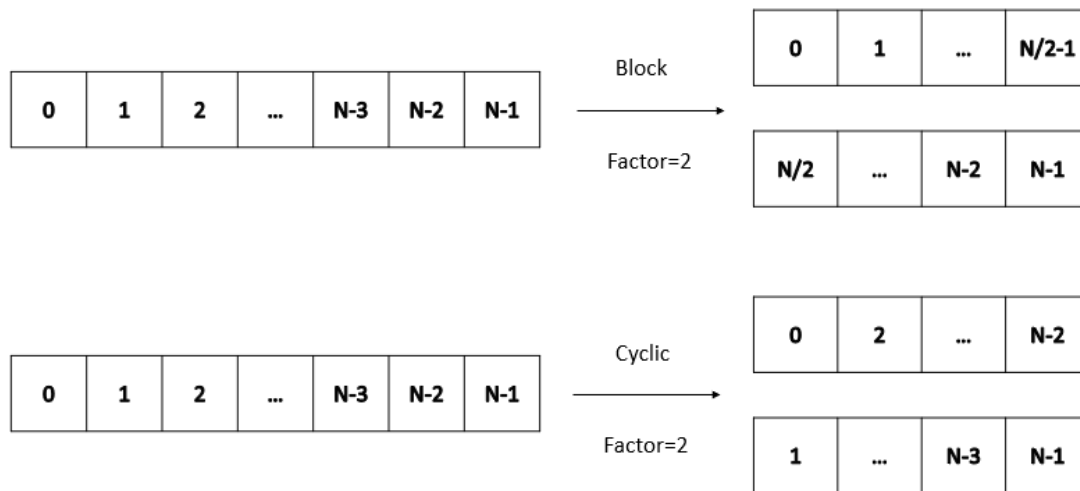 0 1 2 ... N-3 N-2 N-1
Block
Factor=2
0 1 ... N/2-1
N/2 ... N-2 N-1
0 1 2 ... N-3 N-2 N-1
Cyclic
Factor=2
0 2 ... N-2
1 ... N-3 N-1